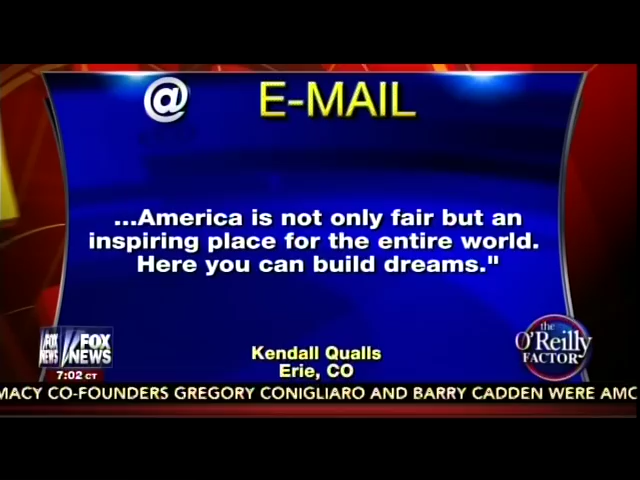 @ E-MAIL
...America is not only fair but an
inspiring place for the entire world.
Here you can build dreams."
Kendall Qualls
Erie, CO
FOX
NEWS
FOX
NEWS
7:02 CT
the
O'Reilly
FACTOR
MACY CO-FOUNDERS GREGORY CONIGLIARO AND BARRY CADDEN WERE AMC